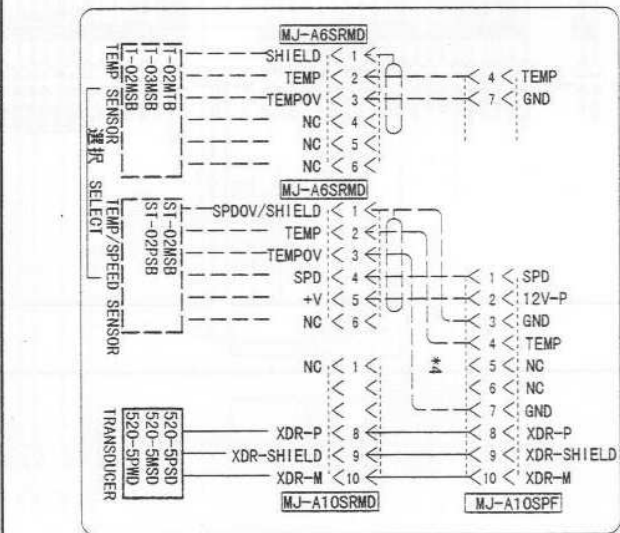 MJ-A6SRMD
SHIELD 1
TEMP 2 4 TEMP
TEMPOV 3 7 GND
NC 4
NC 5
NC 6
T-02MTB
T-03MSB
T-02MSB
TEMP SENSOR
選択 SELECT
MJ-A6SRMD
SPDOV/SHIELD 1
TEMP 2
TEMPOV 3
SPD 4 1 SPD
+V 5 2 12V-P
NC 6 3 GND
4 TEMP
ST-02MSB
ST-02PSB
TEMP/SPEED SENSOR
*4
NC 1 5 NC
6 NC
7 GND
XDR-P 8 8 XDR-P
XDR-SHIELD 9 9 XDR-SHIELD
XDR-M 10 10 XDR-M
520-5PSD
520-5MSD
520-5PWD
TRANSDUCER
MJ-A10SRMD
MJ-A10SPF